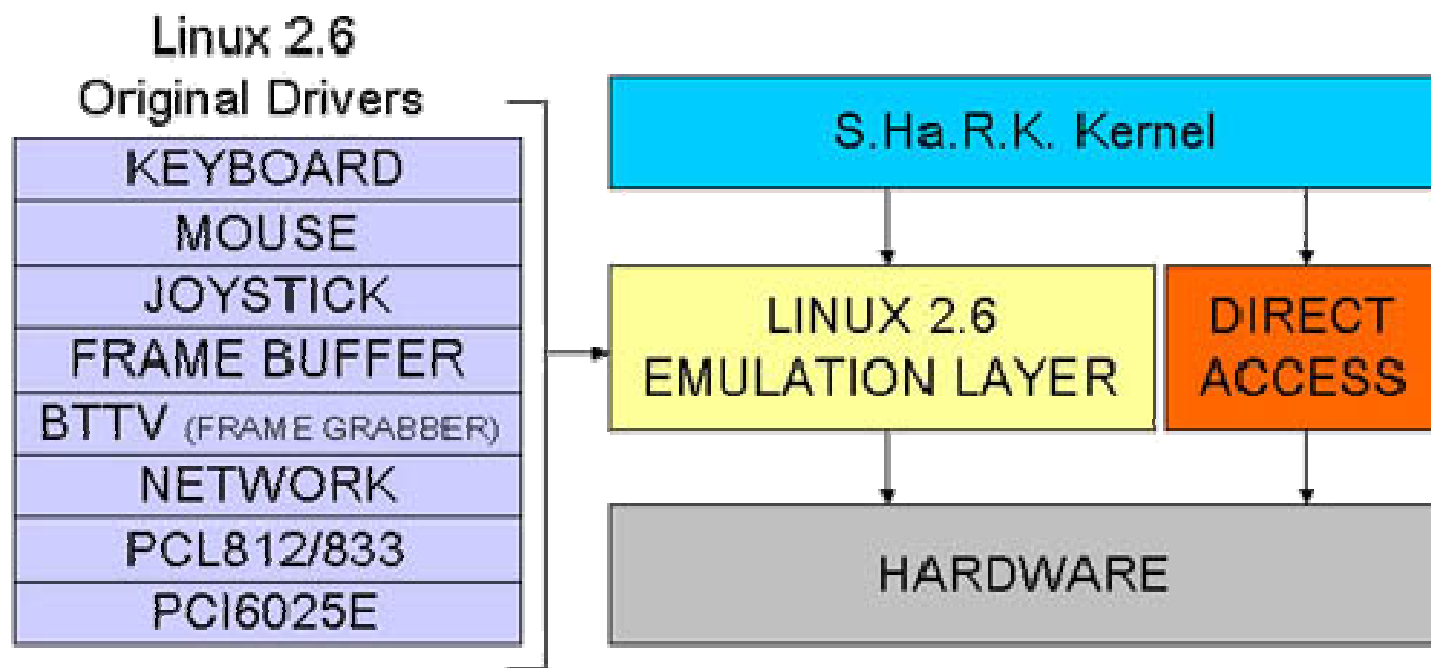 Linux 2.6
Original Drivers
KEYBOARD
MOUSE
JOYSTICK
FRAME BUFFER
BTTV (FRAME GRABBER)
NETWORK
PCL812/833
PCI6025E
S.Ha.R.K. Kernel
LINUX 2.6
EMULATION LAYER
DIRECT
ACCESS
HARDWARE